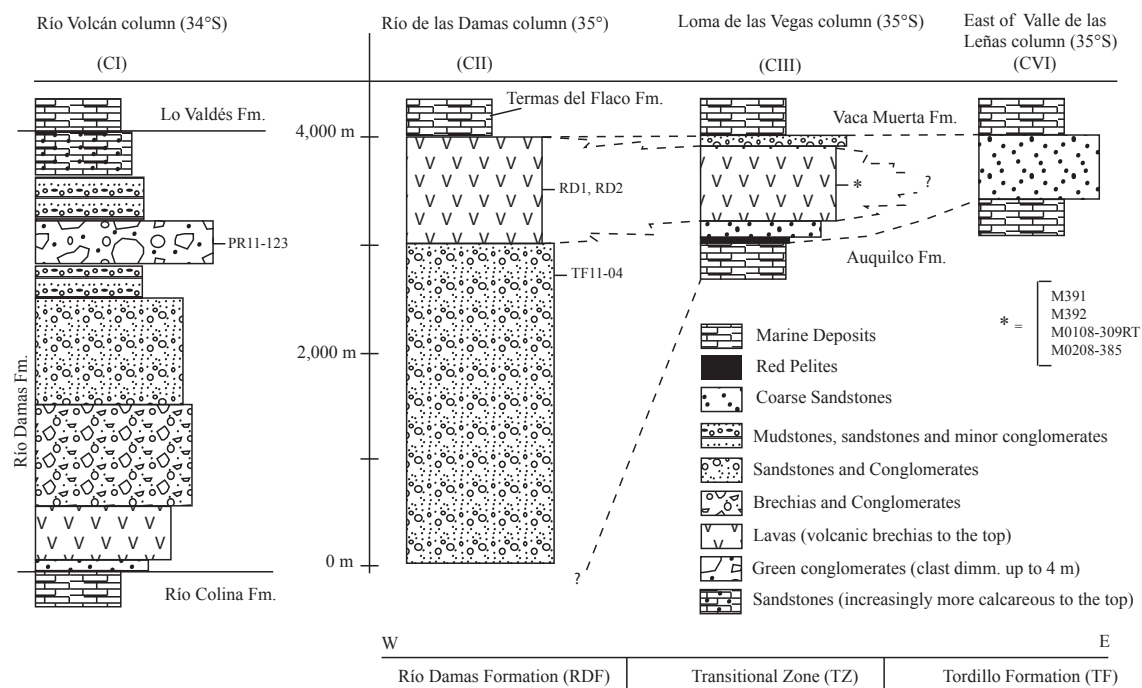 Río Volcán column (34°S)
(CI)
Río de las Damas column (35°)
(CII)
Loma de las Vegas column (35°S)
(CIII)
East of Valle de las
Leñas column (35°S)
(CVI)
Lo Valdés Fm.
Termas del Flaco Fm.
Vaca Muerta Fm.
4,000 m
RD1, RD2
*
?
PR11-123
TF11-04
Auquilco Fm.
2,000 m
Río Damas Fm.
0 m
?
Río Colina Fm.
* =
M391
M392
M0108-309RT
M0208-385
Marine Deposits
Red Pelites
Coarse Sandstones
Mudstones, sandstones and minor conglomerates
Sandstones and Conglomerates
Brechias and Conglomerates
Lavas (volcanic brechias to the top)
Green conglomerates (clast dimm. up to 4 m)
Sandstones (increasingly more calcareous to the top)
W
E
Río Damas Formation (RDF)
Transitional Zone (TZ)
Tordillo Formation (TF)